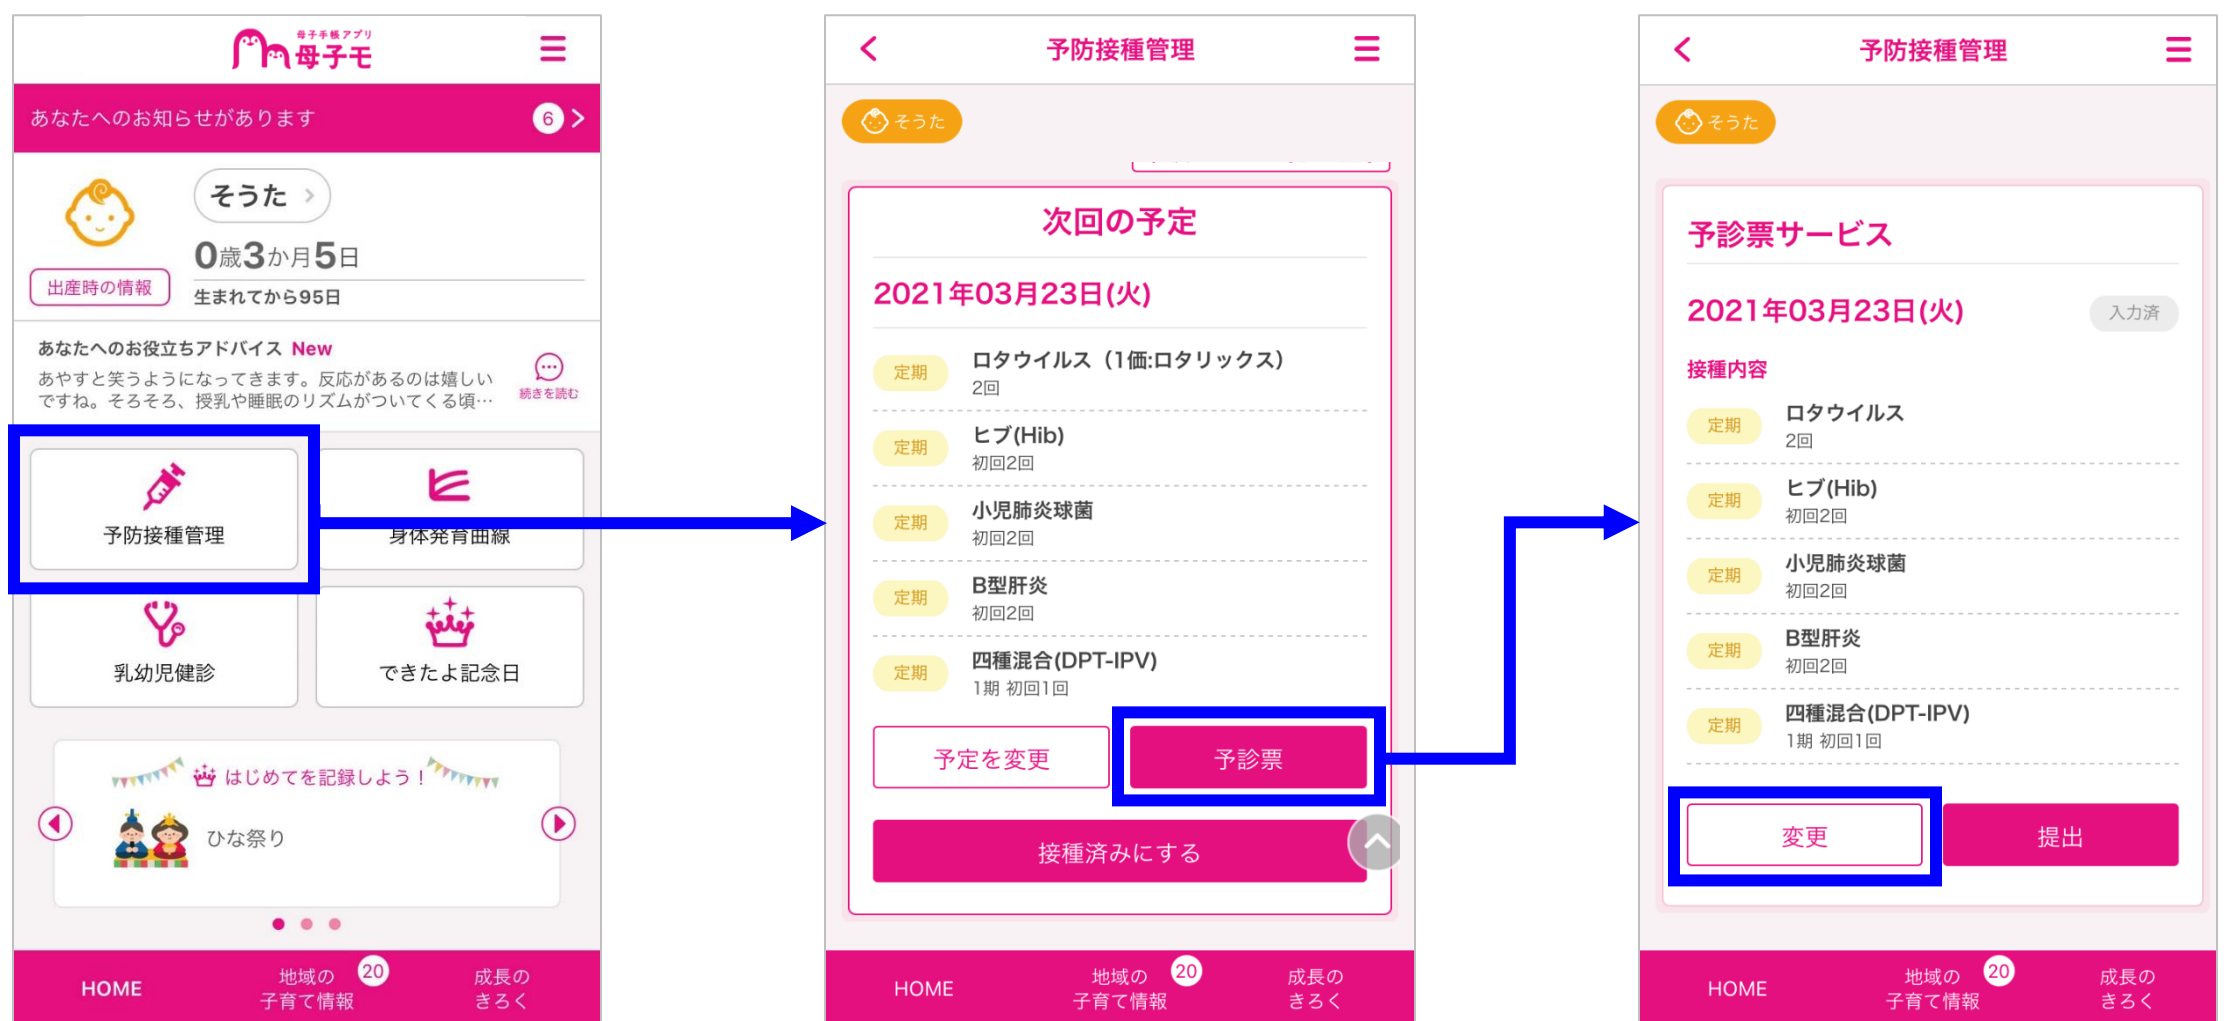 母子手帳アプリ
母子モ
あなたへのお知らせがあります
6
そうた
0歳3か月5日
出産時の情報
生まれてから95日
あなたへのお役立ちアドバイス New
あやすと笑うようになってきます。反応があるのは嬉しい
ですね。そろそろ、授乳や睡眠のリズムがついてくる頃…
続きを読む
予防接種管理
身体発育曲線
乳幼児健診
できたよ記念日
はじめてを記録しよう！
ひな祭り
HOME
地域の
子育て情報
20
成長の
きろく
予防接種管理
そうた
次回の予定
2021年03月23日(火)
定期
ロタウイルス（1価:ロタリックス）
2回
定期
ヒブ(Hib)
初回2回
定期
小児肺炎球菌
初回2回
定期
B型肝炎
初回2回
定期
四種混合(DPT-IPV)
1期 初回1回
予定を変更
予診票
接種済みにする
HOME
地域の
子育て情報
20
成長の
きろく
予防接種管理
そうた
予診票サービス
2021年03月23日(火)
入力済
接種内容
定期
ロタウイルス
2回
定期
ヒブ(Hib)
初回2回
定期
小児肺炎球菌
初回2回
定期
B型肝炎
初回2回
定期
四種混合(DPT-IPV)
1期 初回1回
変更
提出
HOME
地域の
子育て情報
20
成長の
きろく